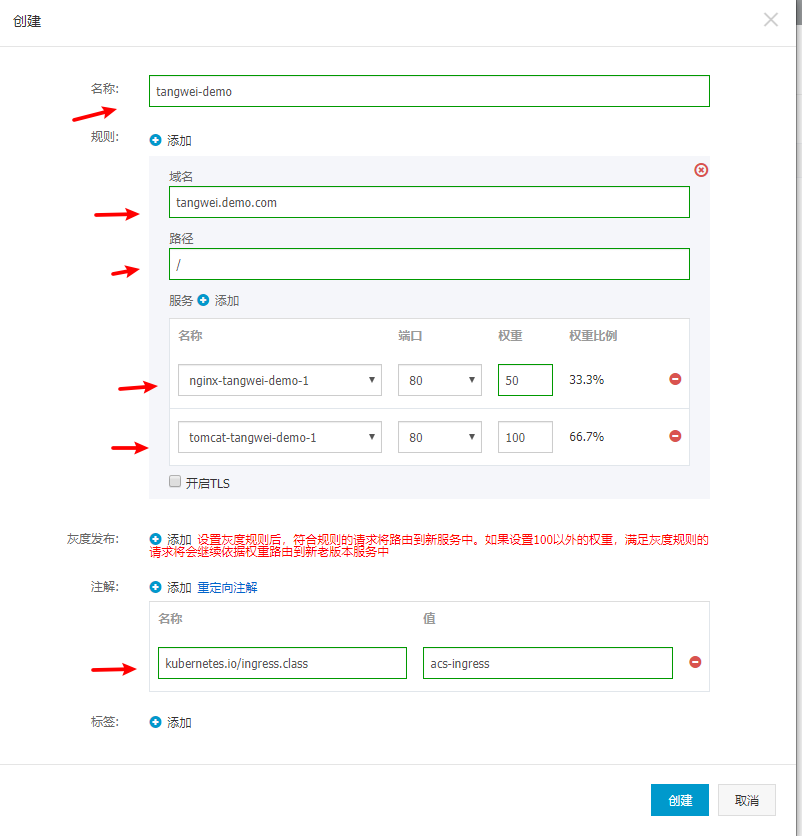 创建
名称:
tangwei-demo
规则:
添加
域名
tangwei.demo.com
路径
/
服务 添加
名称 端口 权重 权重比例
nginx-tangwei-demo-1 80 50 33.3%
tomcat-tangwei-demo-1 80 100 66.7%
开启TLS
灰度发布: 添加 设置灰度规则后，符合规则的请求将路由到新服务中。如果设置100以外的权重，满足灰度规则的
请求将会继续依据权重路由到新老版本服务中
注解: 添加 重定向注解
名称 值
kubernetes.io/ingress.class acs-ingress
标签: 添加
创建 取消